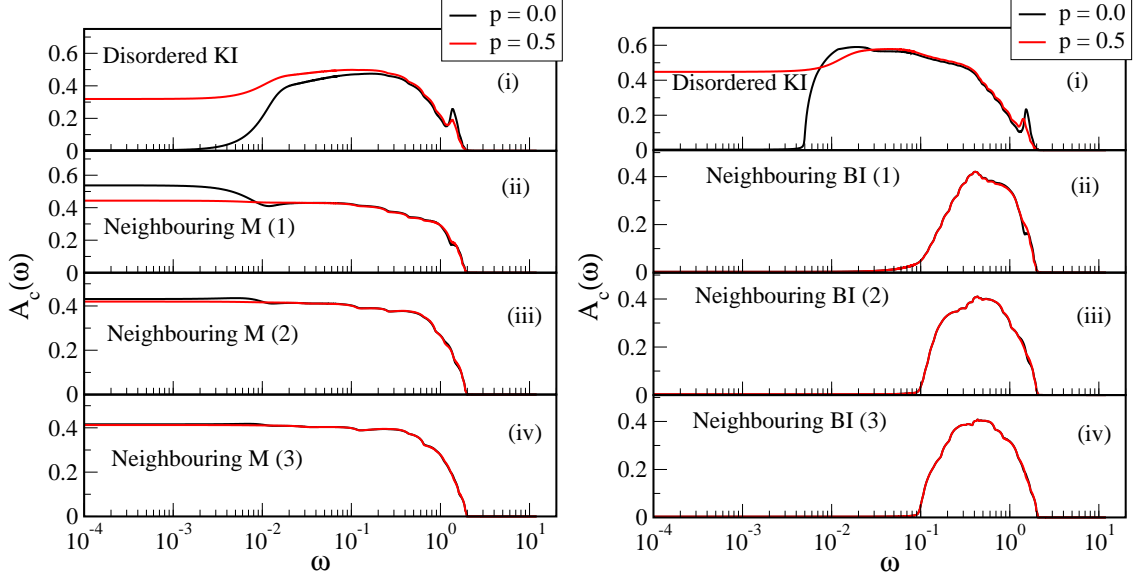 p = 0.0
p = 0.5
Disordered KI
(i)
0.6
0.4
0.2
0
(ii)
Neighbouring M (1)
0.6
0.4
0.2
0
(iii)
Neighbouring M (2)
0.4
0.2
0
(iv)
Neighbouring M (3)
0.4
0.2
0
10^-4 10^-3 10^-2 10^-1 10^0 10^1
ω
A_c(ω)
p = 0.0
p = 0.5
Disordered KI
(i)
0.6
0.4
0.2
0
Neighbouring BI (1)
(ii)
0.4
0.2
0
Neighbouring BI (2)
(iii)
0.4
0.2
0
Neighbouring BI (3)
(iv)
0.4
0.2
0
10^-4 10^-3 10^-2 10^-1 10^0 10^1
ω
A_c(ω)